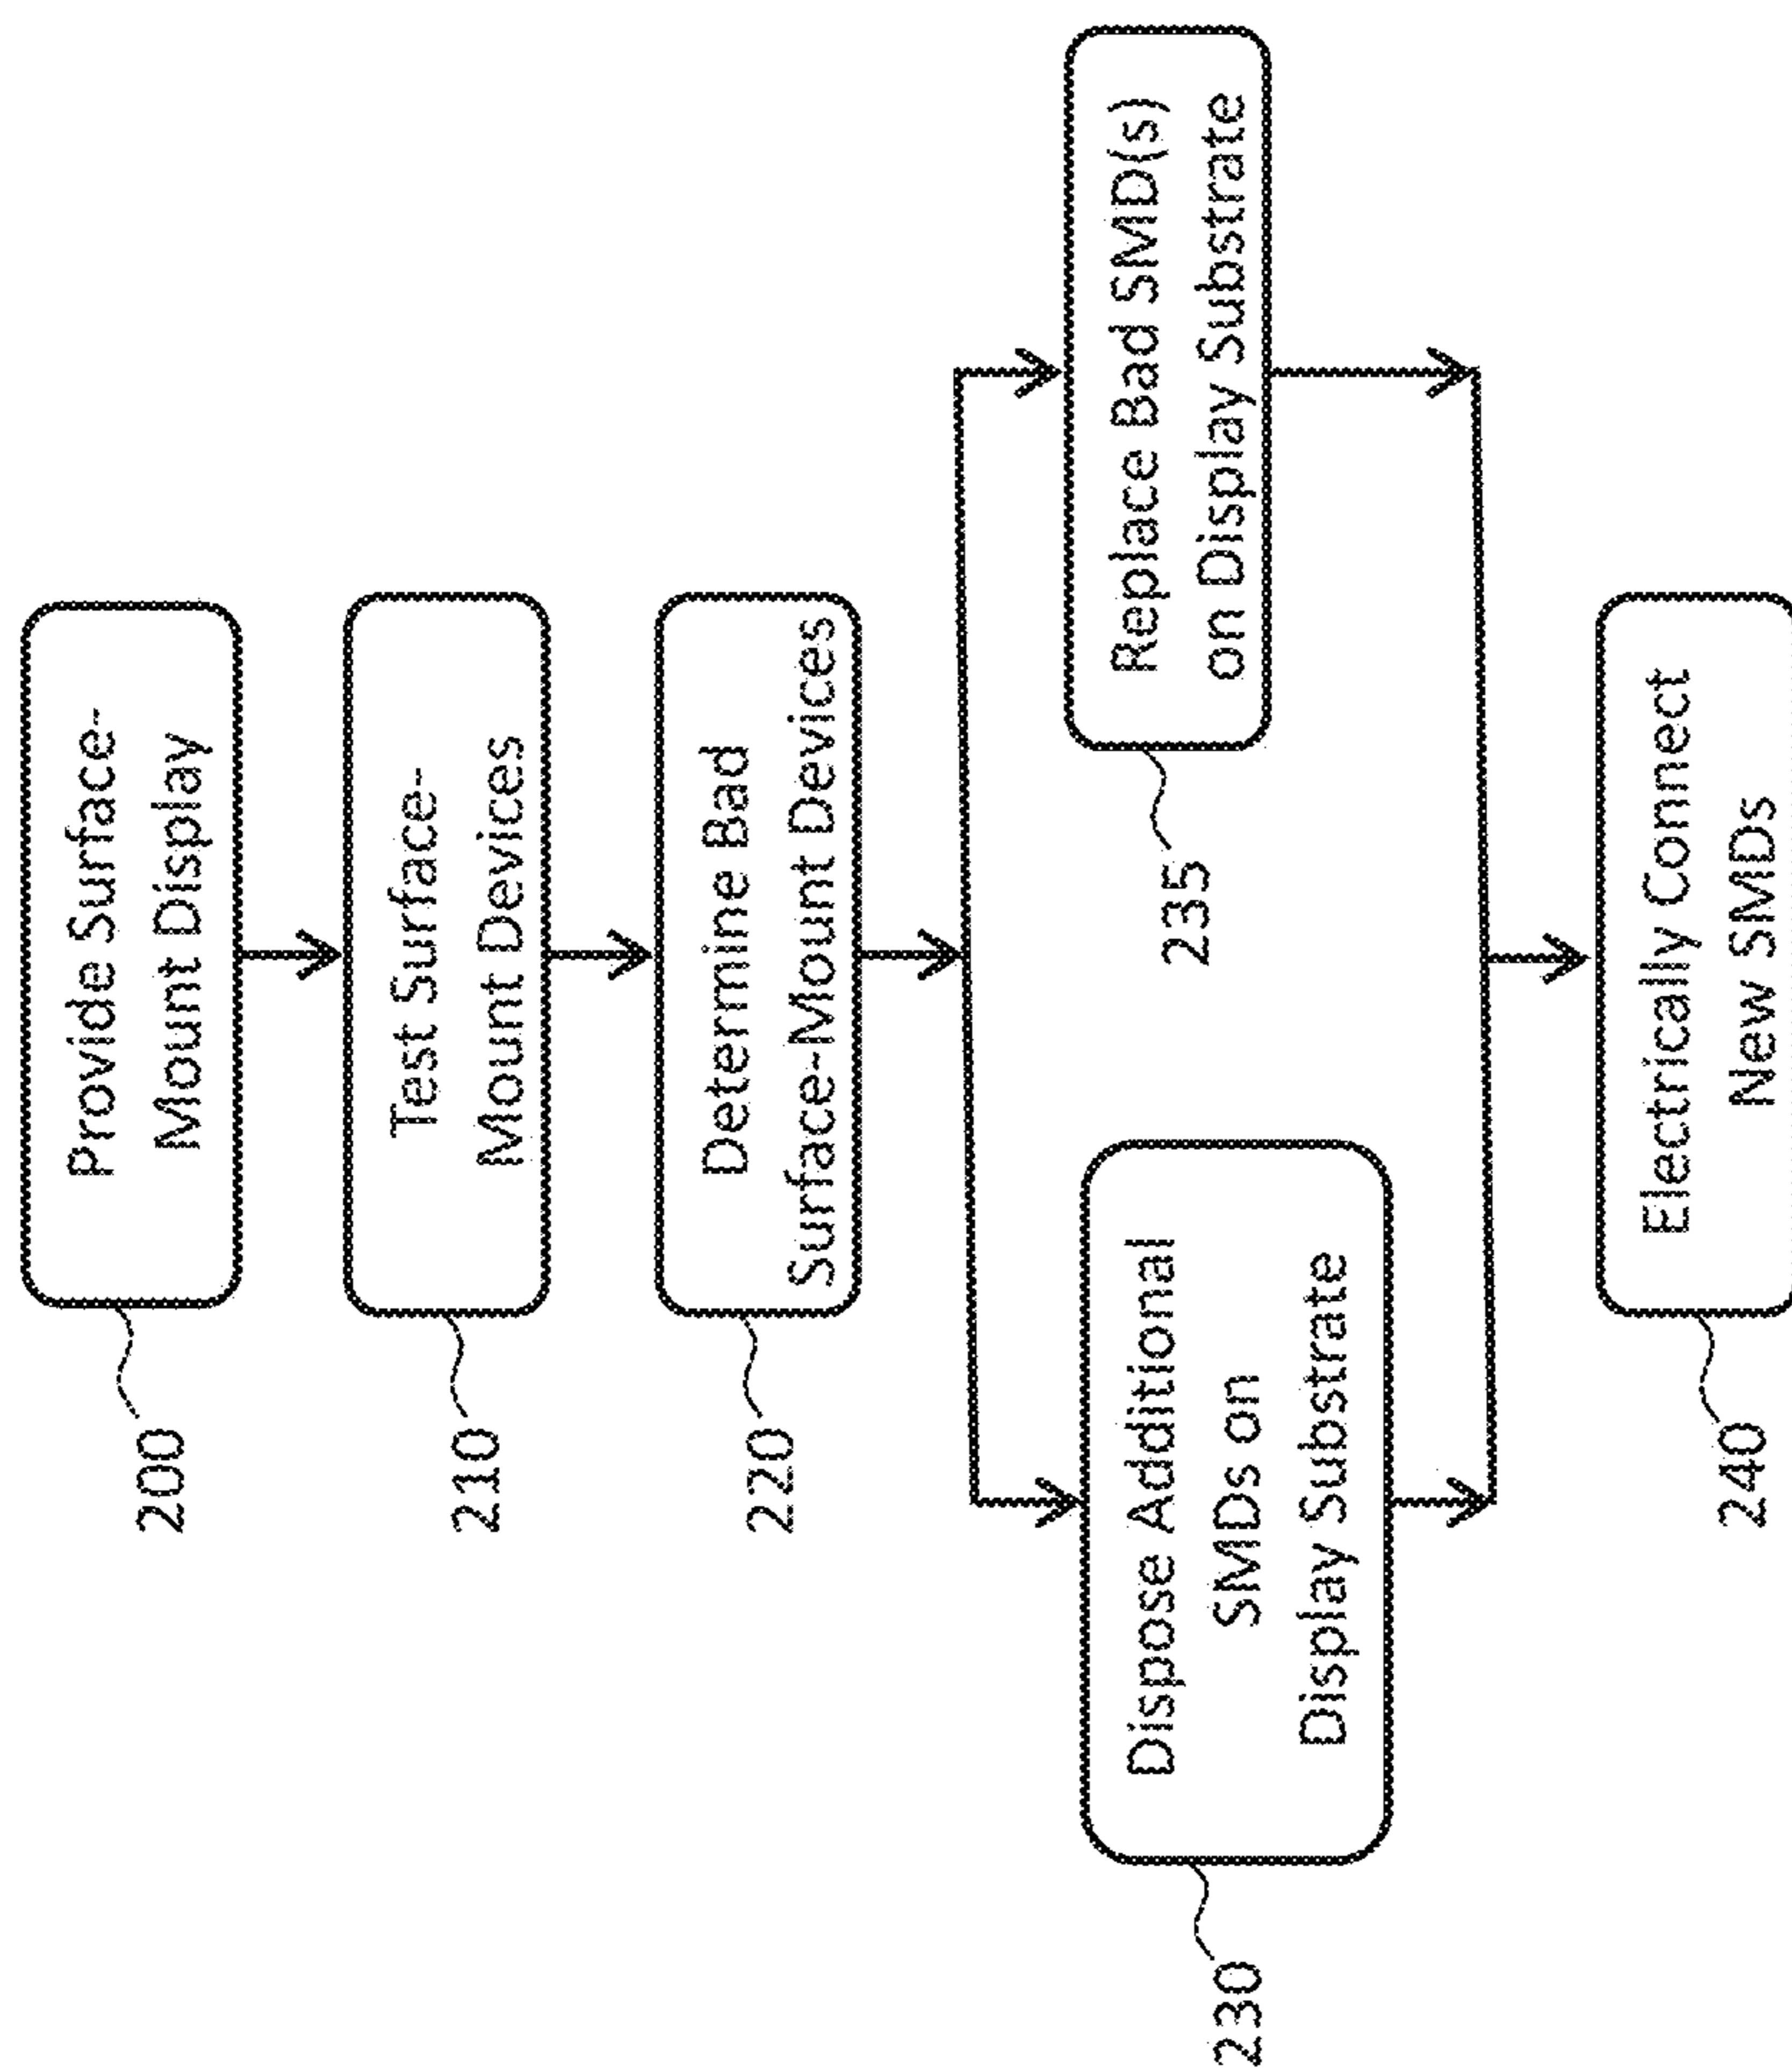 200
Provide Surface-
Mount Display
210
Test Surface-
Mount Devices
220
Determine Bad
Surface-Mount Devices
230
Dispose Additional
SMDs on
Display Substrate
235
Replace Bad SMD(s)
on Display Substrate
240
Electrically Connect
New SMDs